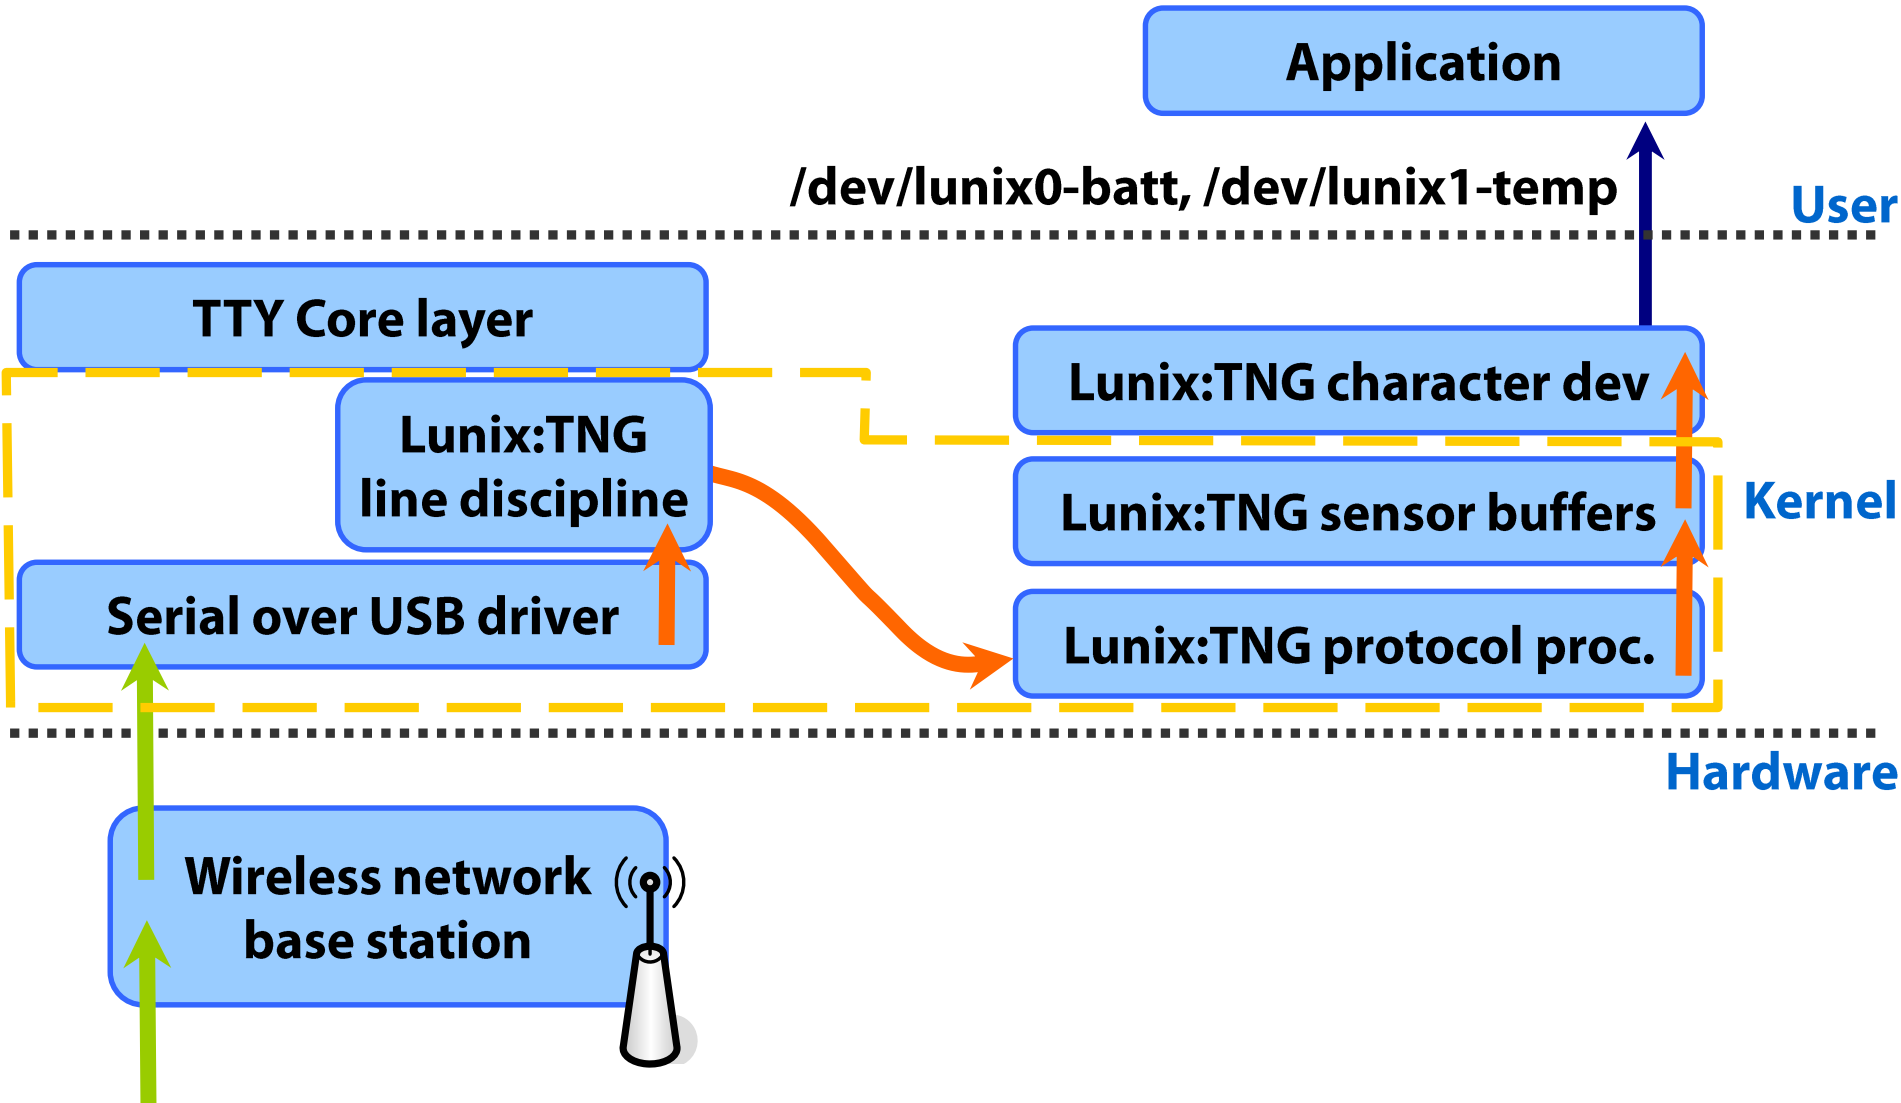 Application
/dev/lunix0-batt, /dev/lunix1-temp
User
TTY Core layer
Lunix:TNG character dev
Lunix:TNG
line discipline
Lunix:TNG sensor buffers
Kernel
Serial over USB driver
Lunix:TNG protocol proc.
Hardware
Wireless network
base station